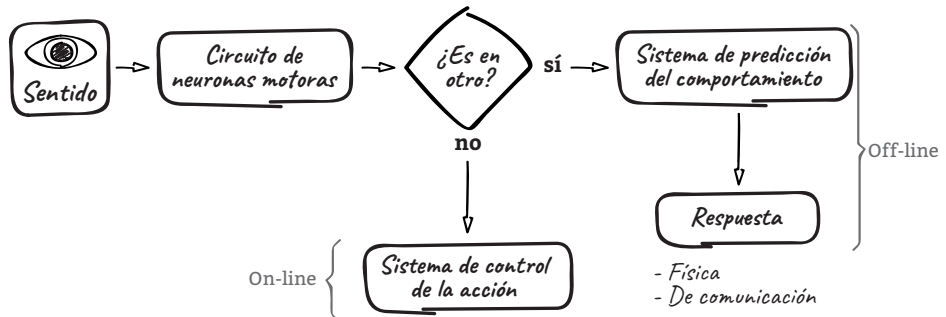 Sentido
Circuito de
neuronas motoras
¿Es en
otro?
sí
no
Sistema de predicción
del comportamiento
Off-line
Respuesta
- Física
- De comunicación
On-line
Sistema de control
de la acción